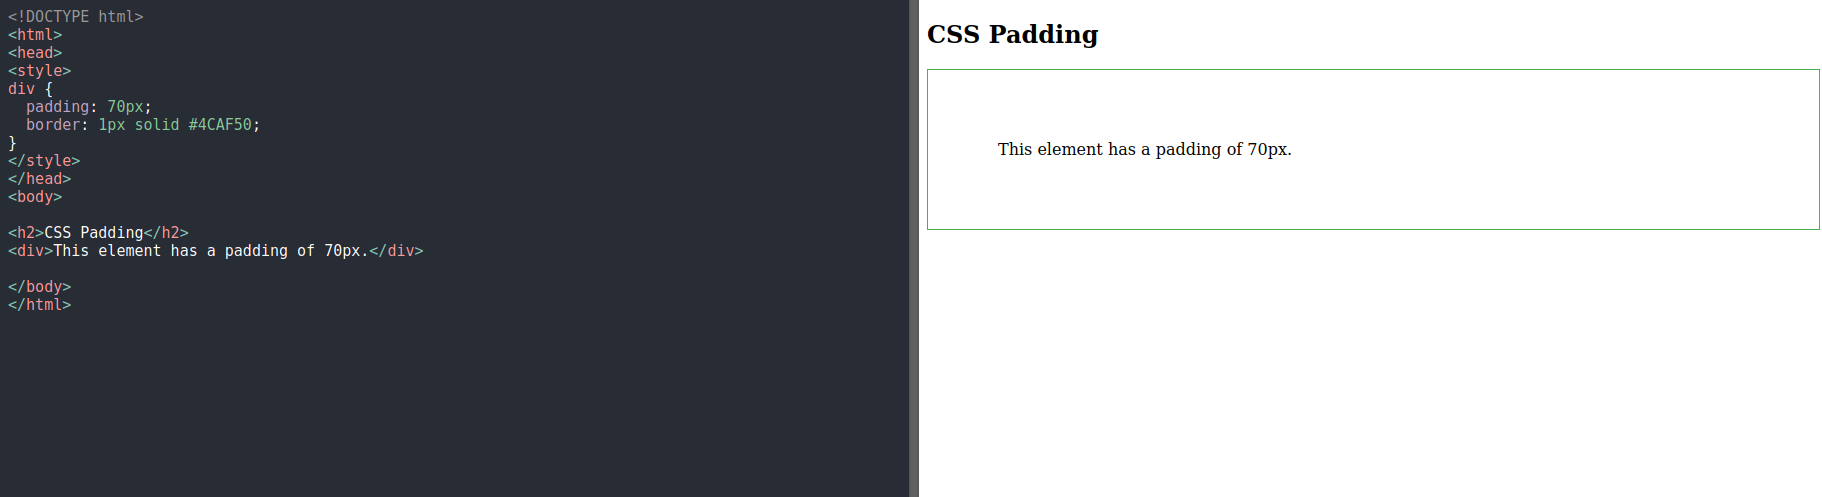 <!DOCTYPE html>
<html>
<head>
<style>
div {
  padding: 70px;
  border: 1px solid #4CAF50;
}
</style>
</head>
<body>

<h2>CSS Padding</h2>
<div>This element has a padding of 70px.</div>

</body>
</html>
CSS Padding
This element has a padding of 70px.